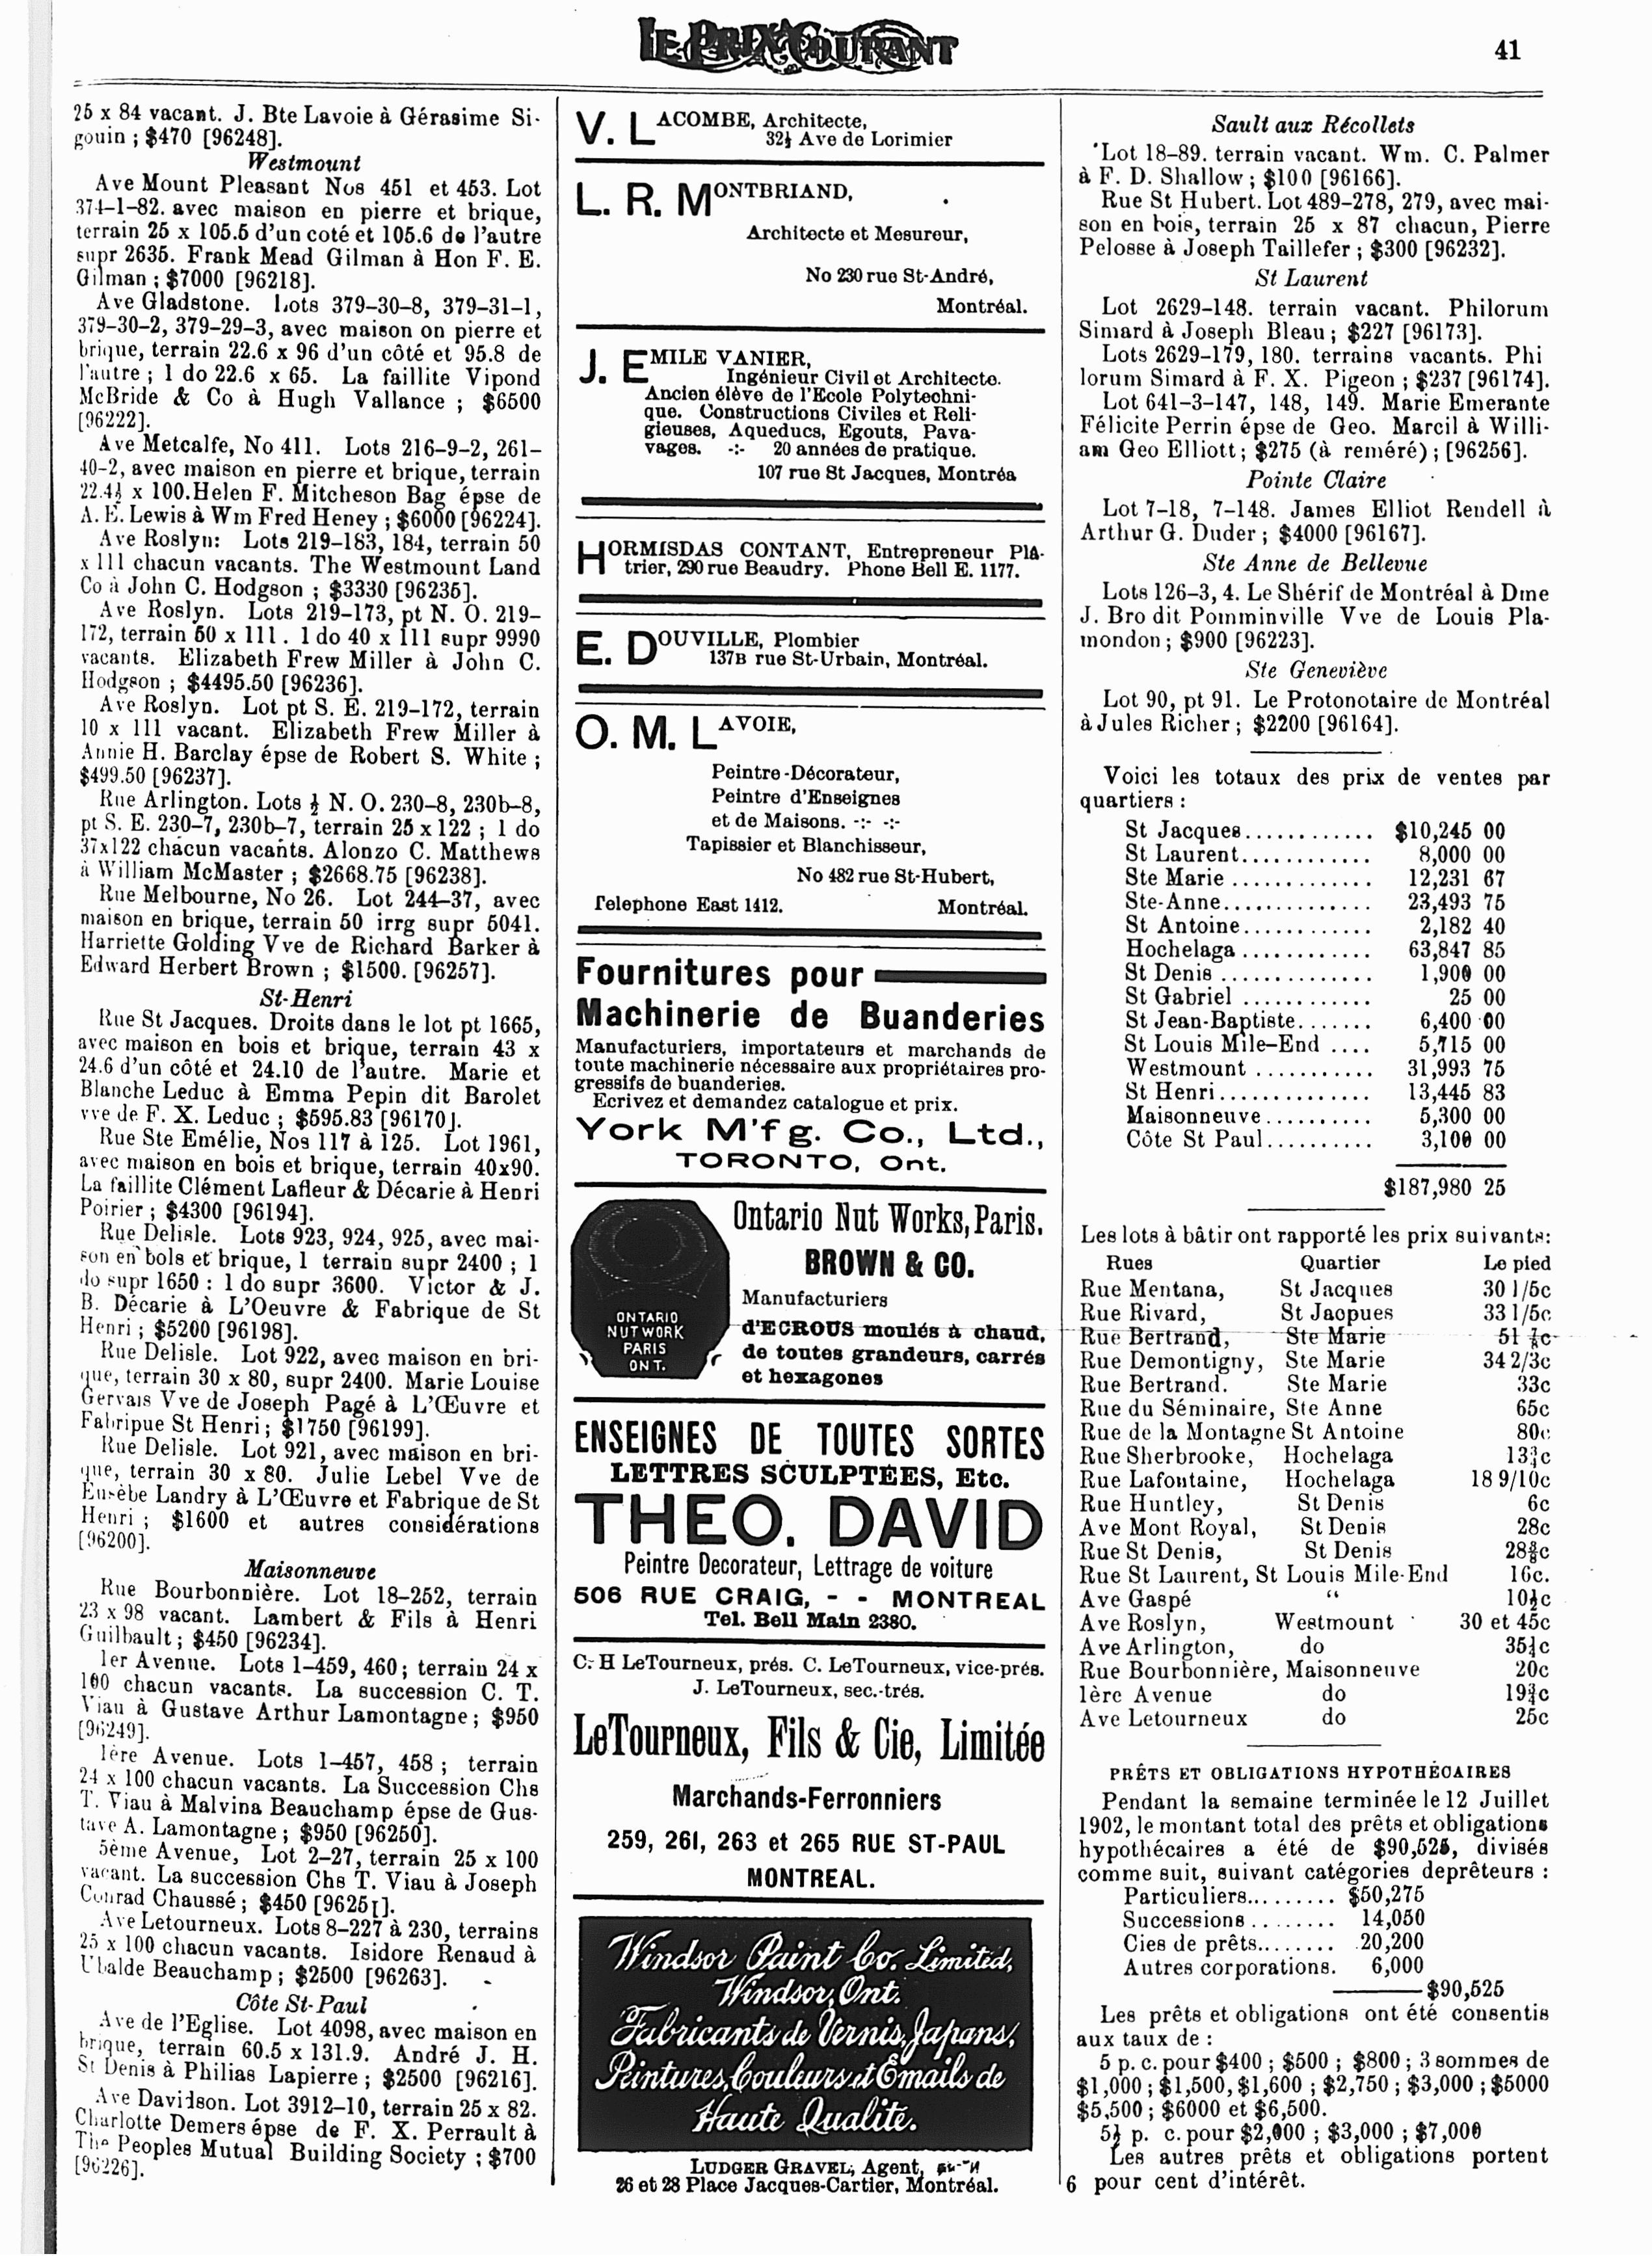 LE PRIX COURANT
41
25 x 84 vacant. J. Bte Lavoie à Gérasime Si-
gouin ; $470 [96248].
Westmount
Ave Mount Pleasant Nos 451 et 453. Lot
374-1-82. avec maison en pierre et brique,
terrain 25 x 105.5 d'un coté et 105.6 de l'autre
supr 2635. Frank Mead Gilman à Hon F. E.
Gilman ; $7000 [96218].
Ave Gladstone. Lots 379-30-8, 379-31-1,
379-30-2, 379-29-3, avec maison on pierre et
brique, terrain 22.6 x 96 d'un côté et 95.8 de
l'autre ; 1 do 22.6 x 65. La faillite Vipond
McBride & Co à Hugh Vallance ; $6500
[96222].
Ave Metcalfe, No 411. Lots 216-9-2, 261-
40-2, avec maison en pierre et brique, terrain
22.4½ x 100. Helen F. Mitcheson Bag épse de
A. E. Lewis à Wm Fred Heney ; $6000 [96224].
Ave Roslyn: Lots 219-183, 184, terrain 50
x 111 chacun vacants. The Westmount Land
Co à John C. Hodgson ; $3330 [96235].
Ave Roslyn. Lots 219-173, pt N. O. 219-
172, terrain 50 x 111. 1 do 40 x 111 supr 9990
vacants. Elizabeth Frew Miller à John C.
Hodgson ; $4495.50 [96236].
Ave Roslyn. Lot pt S. E. 219-172, terrain
10 x 111 vacant. Elizabeth Frew Miller à
Annie H. Barclay épse de Robert S. White ;
$499.50 [96237].
Rue Arlington. Lots ½ N. O. 230-8, 230b-8,
pt S. E. 230-7, 230b-7, terrain 25 x 122 ; 1 do
37x122 chacun vacants. Alonzo C. Matthews
à William McMaster ; $2668.75 [96238].
Rue Melbourne, No 26. Lot 244-37, avec
maison en brique, terrain 50 irrg supr 5041.
Harriette Golding Vve de Richard Barker à
Edward Herbert Brown ; $1500. [96257].
St-Henri
Rue St Jacques. Droits dans le lot pt 1665,
avec maison en bois et brique, terrain 43 x
24.6 d'un côté et 24.10 de l'autre. Marie et
Blanche Leduc à Emma Pepin dit Barolet
vve de F. X. Leduc ; $595.83 [96170].
Rue Ste Emélie, Nos 117 à 125. Lot 1961,
avec maison en bois et brique, terrain 40x90.
La faillite Clément Lafleur & Décarie à Henri
Poirier ; $4300 [96194].
Rue Delisle. Lots 923, 924, 925, avec mai-
son en bols et brique, 1 terrain supr 2400 ; 1
do supr 1650 : 1 do supr 3600. Victor & J.
B. Décarie à L'Oeuvre & Fabrique de St
Henri ; $5200 [96198].
Rue Delisle. Lot 922, avec maison en bri-
que, terrain 30 x 80, supr 2400. Marie Louise
Gervais Vve de Joseph Pagé à L'Œuvre et
Fabripue St Henri ; $1750 [96199].
Rue Delisle. Lot 921, avec maison en bri-
que, terrain 30 x 80. Julie Lebel Vve de
Eusèbe Landry à L'Œuvre et Fabrique de St
Henri ; $1600 et autres considérations
[96200].
Maisonneuve
Rue Bourbonnière. Lot 18-252, terrain
23 x 98 vacant. Lambert & Fils à Henri
Guilbault ; $450 [96234].
1er Avenue. Lots 1-459, 460 ; terrain 24 x
100 chacun vacants. La succession C. T.
Viau à Gustave Arthur Lamontagne ; $950
[96249].
1ère Avenue. Lots 1-457, 458 ; terrain
24 x 100 chacun vacants. La Succession Chs
T. Viau à Malvina Beauchamp épse de Gus-
tave A. Lamontagne ; $950 [96250].
5ème Avenue, Lot 2-27, terrain 25 x 100
vacant. La succession Chs T. Viau à Joseph
Conrad Chaussé ; $450 [96251].
Ave Letourneux. Lots 8-227 à 230, terrains
25 x 100 chacun vacants. Isidore Renaud à
Ubalde Beauchamp ; $2500 [96263].
Côte St-Paul
Ave de l'Eglise. Lot 4098, avec maison en
brique, terrain 60.5 x 131.9. André J. H.
St Denis à Philias Lapierre ; $2500 [96216].
Ave Davidson. Lot 3912-10, terrain 25 x 82.
Charlotte Demers épse de F. X. Perrault à
The Peoples Mutual Building Society ; $700
[96226].
V. LACOMBE, Architecte,
32½ Ave de Lorimier
L. R. MONTBRIAND,
Architecte et Mesureur,
No 230 rue St-André,
Montréal.
J. EMILE VANIER,
Ingénieur Civil et Architecte.
Ancien élève de l'Ecole Polytechni-
que. Constructions Civiles et Reli-
gieuses, Aqueducs, Egouts, Pava-
vages. -:- 20 années de pratique.
107 rue St Jacques, Montréa
HORMISDAS CONTANT, Entrepreneur Plâ-
trier, 290 rue Beaudry. Phone Bell E. 1177.
E. DOUVILLE, Plombier
137B rue St-Urbain, Montréal.
O. M. LAVOIE,
Peintre-Décorateur,
Peintre d'Enseignes
et de Maisons. -:- -:-
Tapissier et Blanchisseur,
No 482 rue St-Hubert,
Telephone East 1412. Montréal.
Fournitures pour
Machinerie de Buanderies
Manufacturiers, importateurs et marchands de
toute machinerie nécessaire aux propriétaires pro-
gressifs de buanderies.
Ecrivez et demandez catalogue et prix.
York M'f'g. Co., Ltd.,
TORONTO, Ont.
ONTARIO
NUT WORK
PARIS
ONT.
Ontario Nut Works, Paris.
BROWN & CO.
Manufacturiers
d'ECROUS moulés à chaud,
de toutes grandeurs, carrés
et hexagones
ENSEIGNES DE TOUTES SORTES
LETTRES SCULPTÉES, Etc.
THEO. DAVID
Peintre Decorateur, Lettrage de voiture
506 RUE CRAIG, - - MONTREAL
Tel. Bell Main 2380.
C. H LeTourneux, prés. C. LeTourneux, vice-prés.
J. LeTourneux, sec.-trés.
LeTourneux, Fils & Cie, Limitée
Marchands-Ferronniers
259, 261, 263 et 265 RUE ST-PAUL
MONTREAL.
Windsor Paint Co. Limited,
Windsor, Ont.
Fabricants de Vernis, Japans,
Peintures, Couleurs et Emails de
Haute Qualite.
LUDGER GRAVEL, Agent,
26 et 28 Place Jacques-Cartier, Montréal.
Sault aux Récollets
Lot 18-89. terrain vacant. Wm. C. Palmer
à F. D. Shallow ; $100 [96166].
Rue St Hubert. Lot 489-278, 279, avec mai-
son en bois, terrain 25 x 87 chacun, Pierre
Pelosse à Joseph Taillefer ; $300 [96232].
St Laurent
Lot 2629-148. terrain vacant. Philorum
Simard à Joseph Bleau ; $227 [96173].
Lots 2629-179, 180. terrains vacants. Phi
lorum Simard à F. X. Pigeon ; $237 [96174].
Lot 641-3-147, 148, 149. Marie Emerante
Félicite Perrin épse de Geo. Marcil à Willi-
am Geo Elliott ; $275 (à reméré) ; [96256].
Pointe Claire
Lot 7-18, 7-148. James Elliot Rendell à
Arthur G. Duder ; $4000 [96167].
Ste Anne de Bellevue
Lots 126-3, 4. Le Shérif de Montréal à Dme
J. Bro dit Pomminville Vve de Louis Pla-
mondon ; $900 [96223].
Ste Geneviève
Lot 90, pt 91. Le Protonotaire de Montréal
à Jules Richer ; $2200 [96164].
Voici les totaux des prix de ventes par
quartiers :
St Jacques............ $10,245 00
St Laurent............ 8,000 00
Ste Marie ............. 12,231 67
Ste-Anne.............. 23,493 75
St Antoine............ 2,182 40
Hochelaga ............ 63,847 85
St Denis .............. 1,900 00
St Gabriel ............ 25 00
St Jean-Baptiste....... 6,400 00
St Louis Mile-End .... 5,715 00
Westmount ........... 31,993 75
St Henri.............. 13,445 83
Maisonneuve.......... 5,300 00
Côte St Paul.......... 3,100 00
$187,980 25
Les lots à bâtir ont rapporté les prix suivants:
Rues Quartier Le pied
Rue Mentana, St Jacques 30 1/5c
Rue Rivard, St Jaopues 33 1/5c
Rue Bertrand, Ste Marie 51
Rue Demontigny, Ste Marie 34 2/3c
Rue Bertrand. Ste Marie 33c
Rue du Séminaire, Ste Anne 65c
Rue de la Montagne St Antoine 80c
Rue Sherbrooke, Hochelaga 13¾c
Rue Lafontaine, Hochelaga 18 9/10c
Rue Huntley, St Denis 6c
Ave Mont Royal, St Denis 28c
Rue St Denis, St Denis
Rue St Laurent, St Louis Mile-End 16c.
Ave Gaspé " 10½c
Ave Roslyn, Westmount 30 et 45c
Ave Arlington, do
Rue Bourbonnière, Maisonneuve 20c
1ère Avenue do 19¾c
Ave Letourneux do 25c
PRÊTS ET OBLIGATIONS HYPOTHÉCAIRES
Pendant la semaine terminée le 12 Juillet
1902, le montant total des prêts et obligations
hypothécaires a été de $90,525, divisés
comme suit, suivant catégories deprêteurs :
Particuliers.......... $50,275
Successions ........ 14,050
Cies de prêts........ 20,200
Autres corporations. 6,000
$90,525
Les prêts et obligations ont été consentis
aux taux de :
5 p. c. pour $400 ; $500 ; $800 ; 3 sommes de
$1,000 ; $1,500, $1,600 ; $2,750 ; $3,000 ; $5000
$5,500 ; $6000 et $6,500.
5½ p. c. pour $2,000 ; $3,000 ; $7,000
Les autres prêts et obligations portent
6 pour cent d'intérêt.